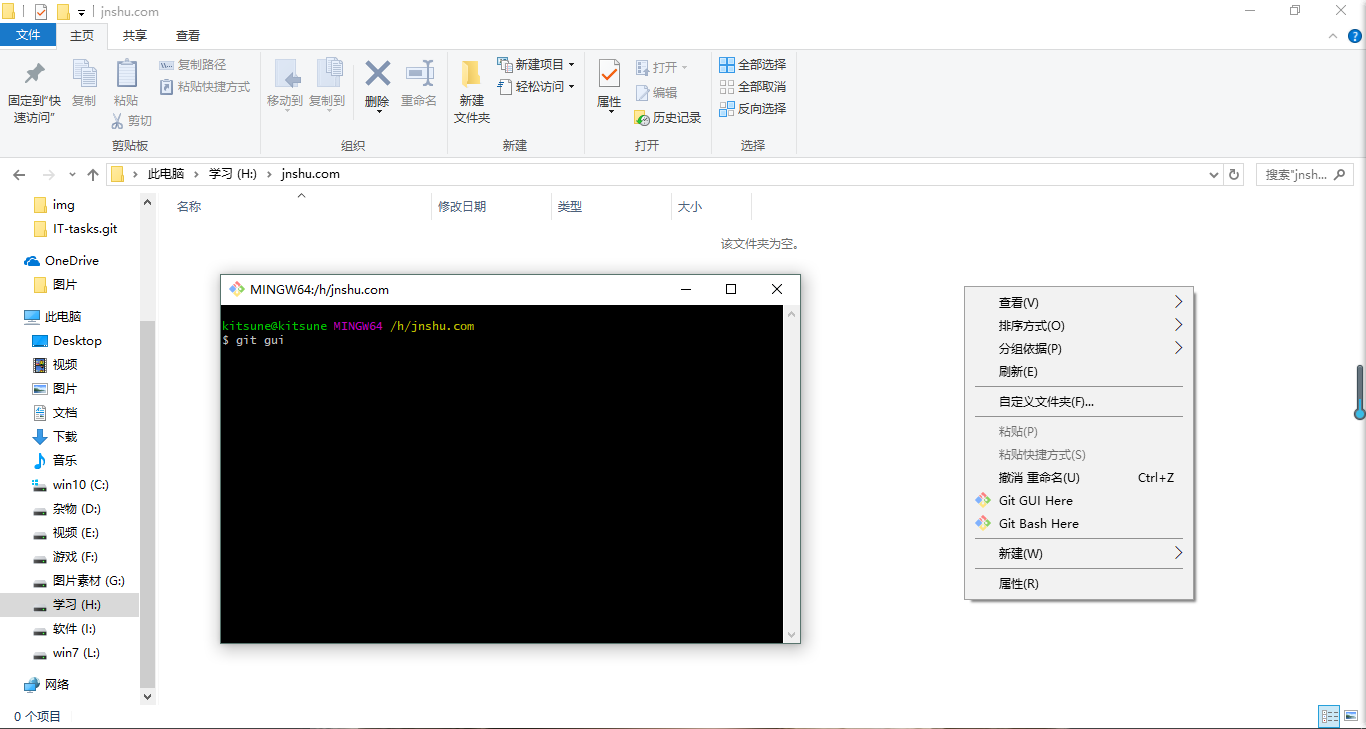 jnshu.com
文件 主页 共享 查看
固定到"快速访问"
复制
粘贴
复制路径
粘贴快捷方式
剪切
剪贴板
移动到
复制到
删除
重命名
组织
新建
文件夹
新建项目
轻松访问
新建
属性
打开
编辑
历史记录
打开
全部选择
全部取消
反向选择
选择
此电脑 › 学习 (H:) › jnshu.com
搜索"jnsh...
img
IT-tasks.git
OneDrive
图片
此电脑
Desktop
视频
图片
文档
下载
音乐
win10 (C:)
杂物 (D:)
视频 (E:)
游戏 (F:)
图片素材 (G:)
学习 (H:)
软件 (I:)
win7 (L:)
网络
0 个项目
名称 修改日期 类型 大小
该文件夹为空。
MINGW64:/h/jnshu.com
kitsune@kitsune MINGW64 /h/jnshu.com
$ git gui
查看(V)
排序方式(O)
分组依据(P)
刷新(E)
自定义文件夹(F)...
粘贴(P)
粘贴快捷方式(S)
撤消 重命名(U) Ctrl+Z
Git GUI Here
Git Bash Here
新建(W)
属性(R)